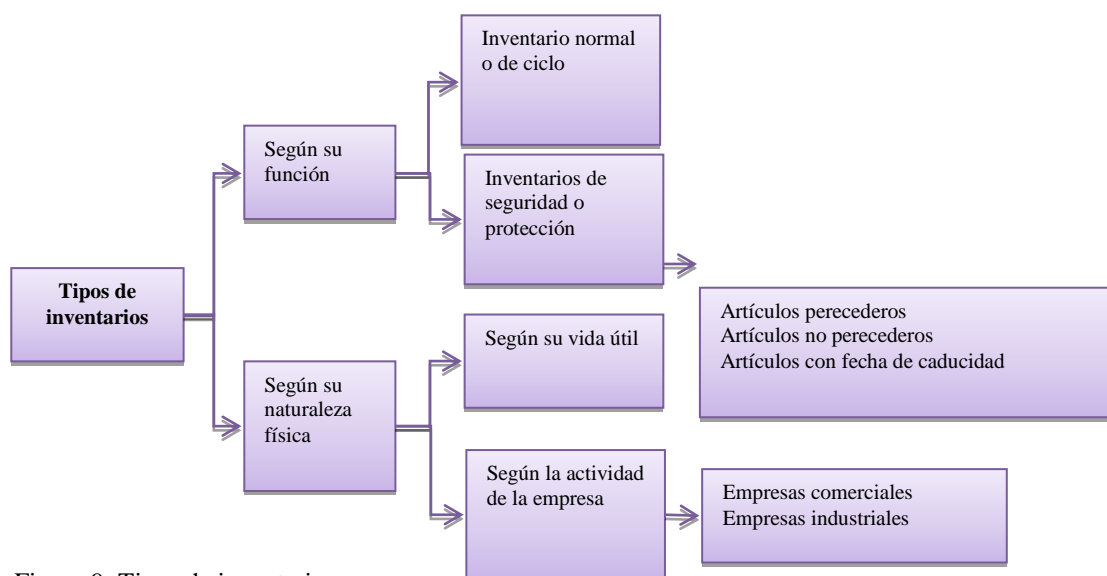 Inventario normal
o de ciclo
Según su
función
Inventarios de
seguridad o
protección
Tipos de
inventarios
Artículos perecederos
Artículos no perecederos
Artículos con fecha de caducidad
Según su vida útil
Según su
naturaleza
física
Según la actividad
de la empresa
Empresas comerciales
Empresas industriales